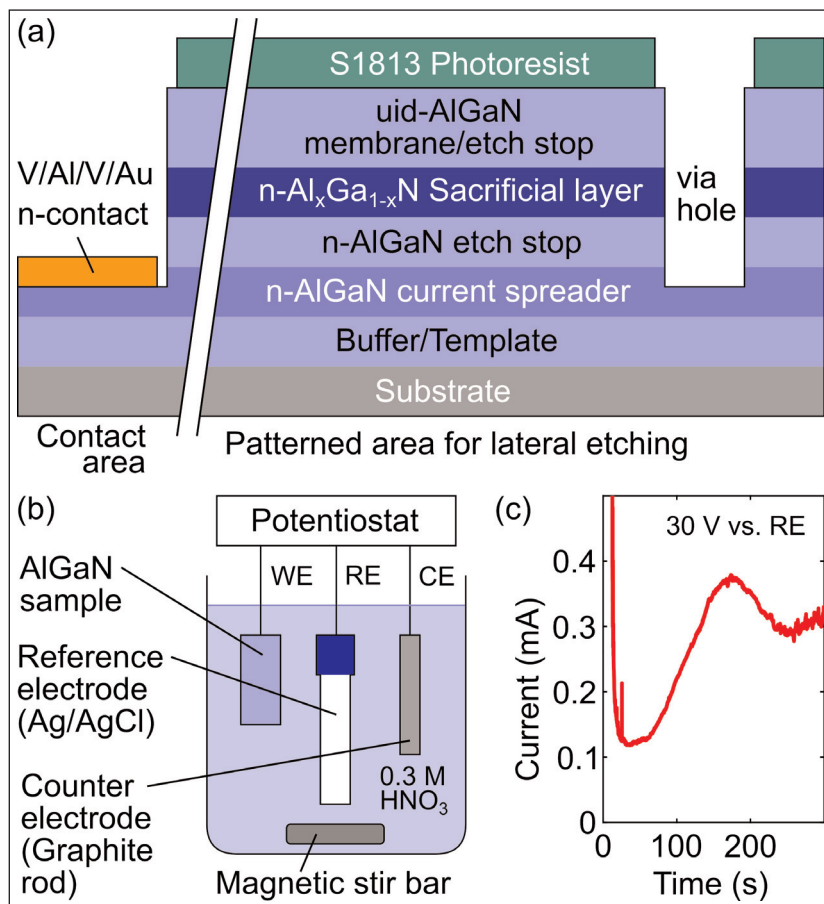 (a)
S1813 Photoresist
uid-AlGaN
membrane/etch stop
V/Al/V/Au
n-contact
n-AlₓGa₁₋ₓN Sacrificial layer
via
hole
n-AlGaN etch stop
n-AlGaN current spreader
Buffer/Template
Substrate
Contact
area
Patterned area for lateral etching
(b)
Potentiostat
WE
RE
CE
AlGaN
sample
Reference
electrode
(Ag/AgCl)
Counter
electrode
(Graphite
rod)
0.3 M
HNO₃
Magnetic stir bar
(c)
30 V vs. RE
Current (mA)
0.4
0.3
0.2
0.1
0
0
100
200
Time (s)